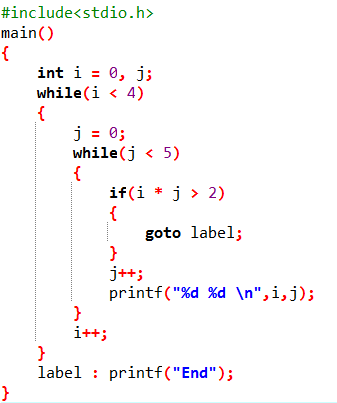 #include<stdio.h>
main()
{
    int i = 0, j;
    while(i < 4)
    {
        j = 0;
        while(j < 5)
        {
            if(i * j > 2)
            {
                goto label;
            }
            j++;
            printf("%d %d \n",i,j);
        }
        i++;
    }
    label : printf("End");
}